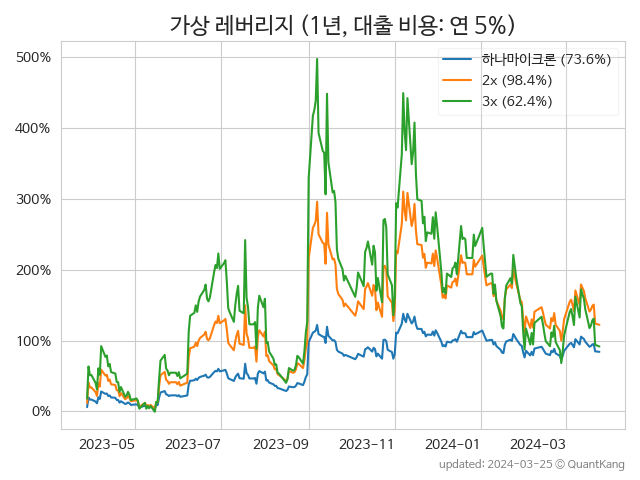 가상 레버리지 (1년, 대출 비용: 연 5%)
500%
400%
300%
200%
100%
0%
하나마이크론 (73.6%)
2x (98.4%)
3x (62.4%)
2023-05
2023-07
2023-09
2023-11
2024-01
2024-03
updated: 2024-03-25 © QuantKang